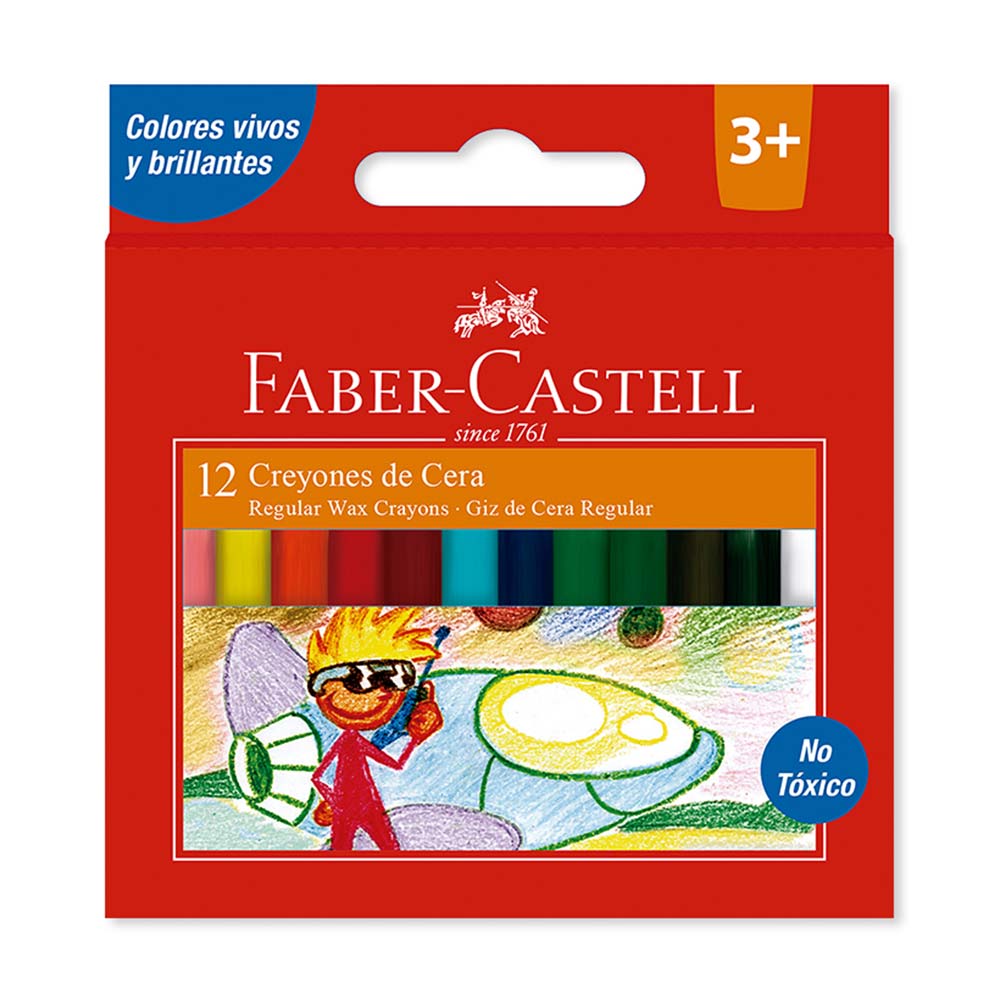 Colores vivos
y brillantes
3+
FABER-CASTELL
since 1761
12 Creyones de Cera
Regular Wax Crayons · Giz de Cera Regular
No
Tóxico